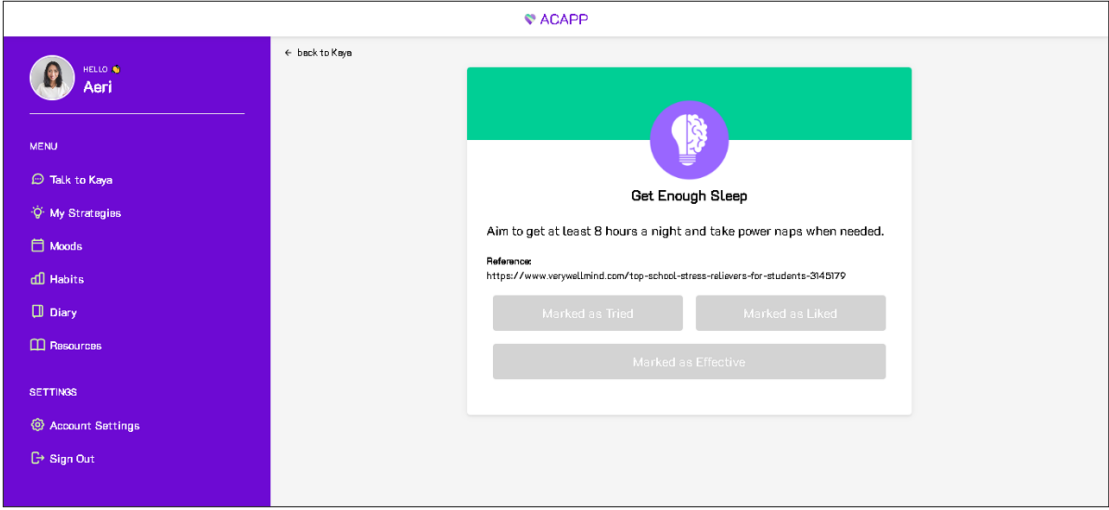 ACAPP
← back to Kaya
HELLO 👋
Aeri
MENU
Talk to Kaya
My Strategies
Moods
Habits
Diary
Resources
SETTINGS
Account Settings
Sign Out
Get Enough Sleep
Aim to get at least 8 hours a night and take power naps when needed.
Reference:
https://www.verywellmind.com/top-school-stress-relievers-for-students-3145179
Marked as Tried
Marked as Liked
Marked as Effective